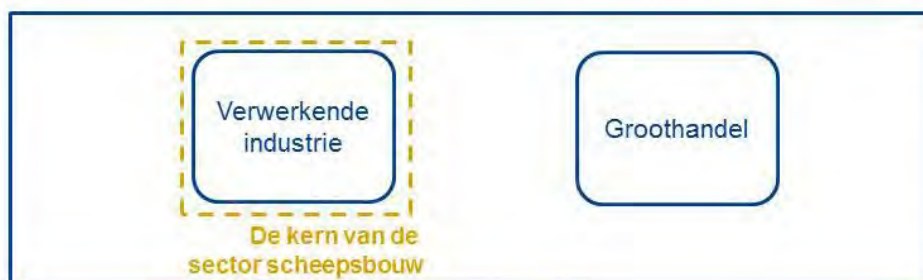 Verwerkende
industrie
Groothandel
De kern van de
sector scheepsbouw